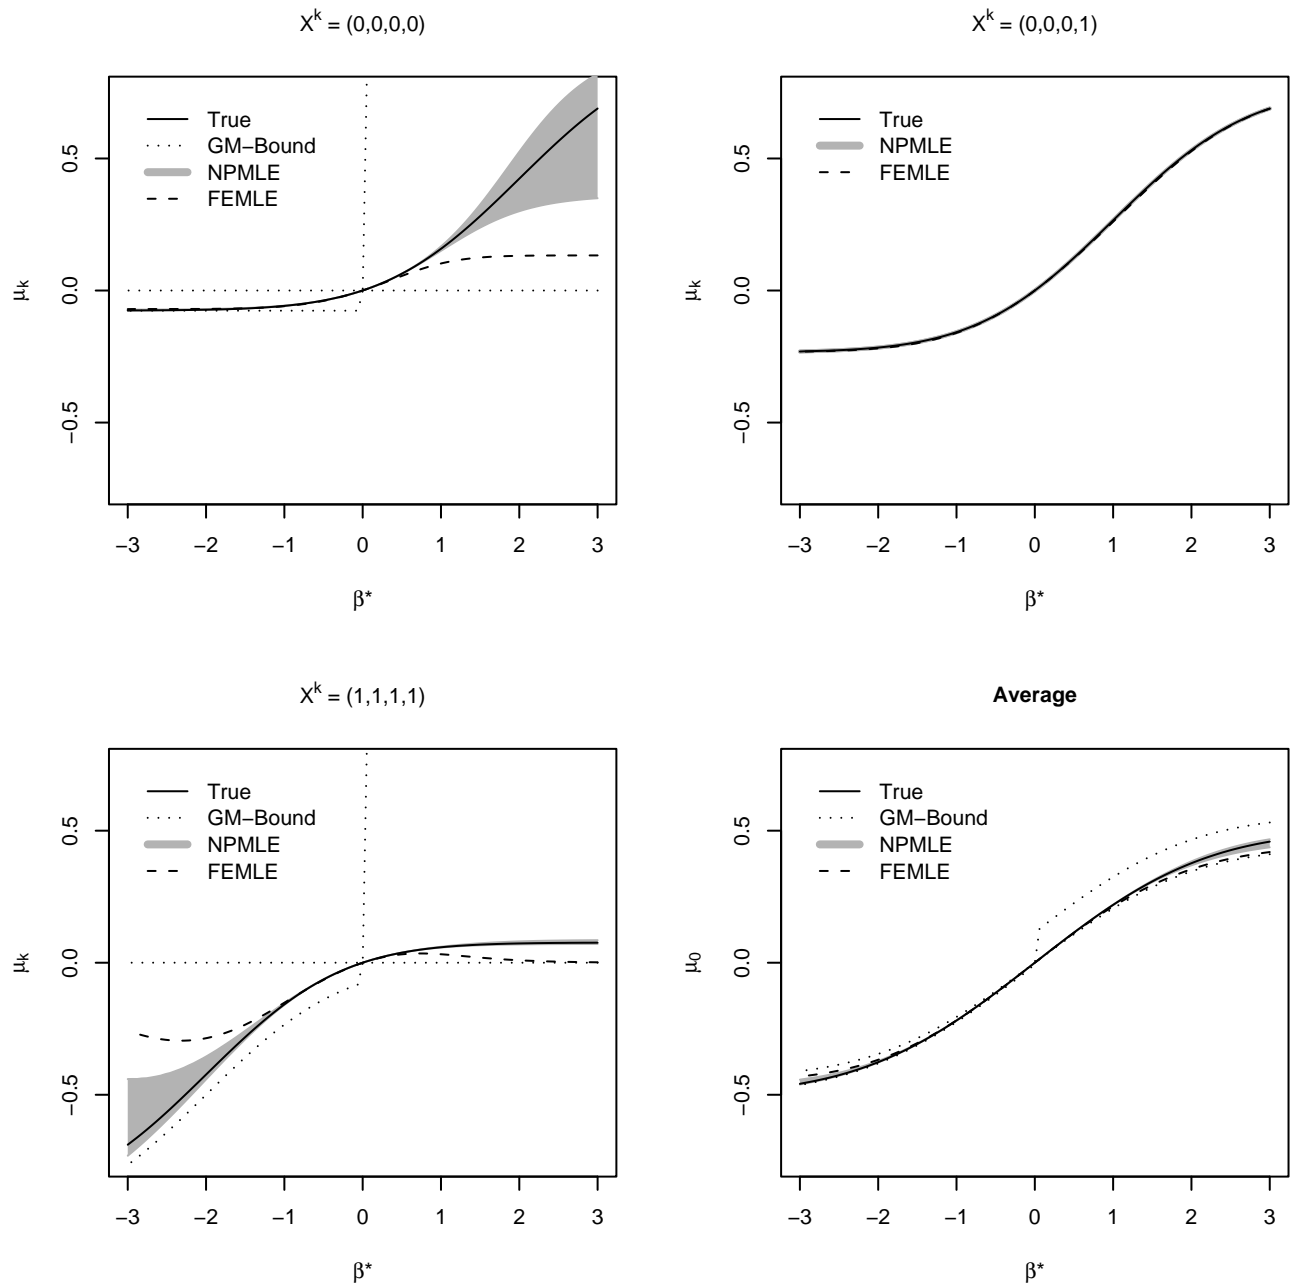 X^k = (0,0,0,0)
True
GM−Bound
NPMLE
FEMLE
0.5
0.0
−0.5
μk
−3 −2 −1 0 1 2 3
β*
X^k = (0,0,0,1)
True
NPMLE
FEMLE
0.5
0.0
−0.5
μk
−3 −2 −1 0 1 2 3
β*
X^k = (1,1,1,1)
True
GM−Bound
NPMLE
FEMLE
0.5
0.0
−0.5
μk
−3 −2 −1 0 1 2 3
β*
Average
True
GM−Bound
NPMLE
FEMLE
0.5
0.0
−0.5
μ0
−3 −2 −1 0 1 2 3
β*